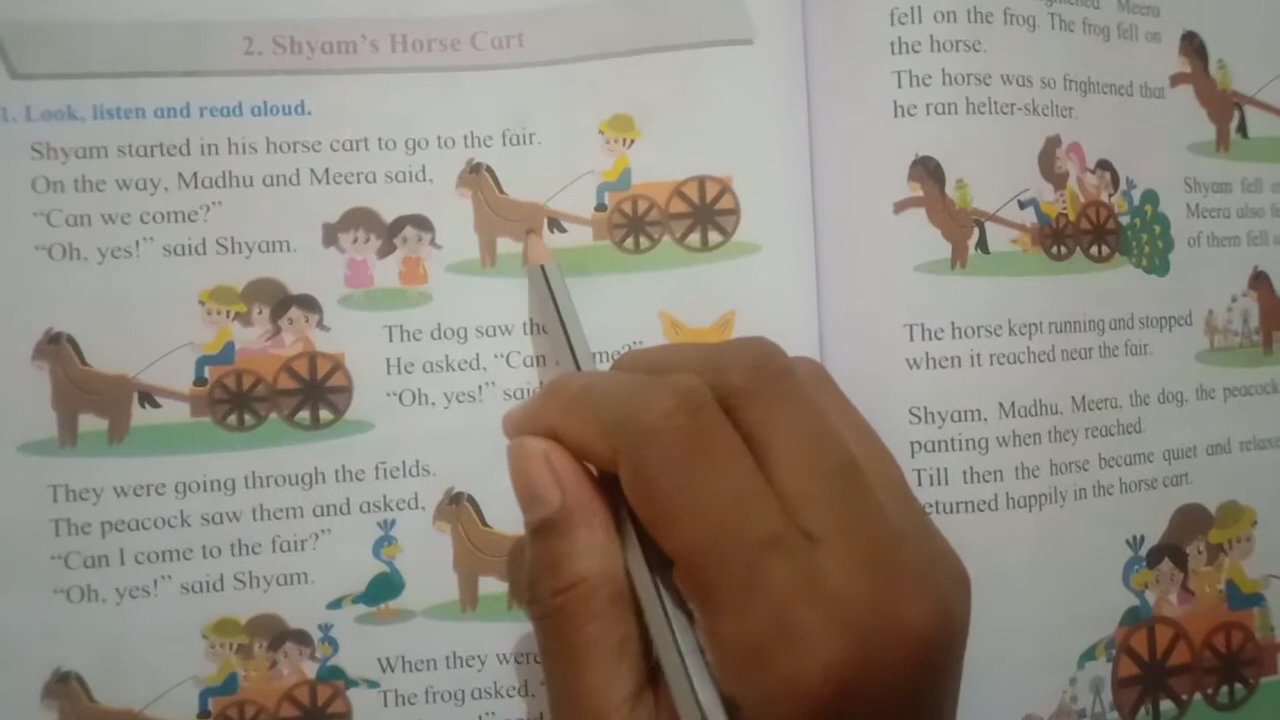 2. Shyam's Horse Cart
1. Look, listen and read aloud.
Shyam started in his horse cart to go to the fair.
On the way, Madhu and Meera said,
“Can we come?”
“Oh, yes!” said Shyam.
The dog saw the
He asked, “Can me?”
“Oh, yes!” said
They were going through the fields.
The peacock saw them and asked,
“Can I come to the fair?”
“Oh, yes!” said Shyam.
When they were
The frog asked,
Meera
fell on the frog. The frog fell on
the horse.
The horse was so frightened that
he ran helter-skelter.
Shyam fell
Meera also
of them fell
The horse kept running and stopped
when it reached near the fair.
Shyam, Madhu, Meera, the dog, the peacock
panting when they reached.
Till then the horse became quiet and
returned happily in the horse cart.